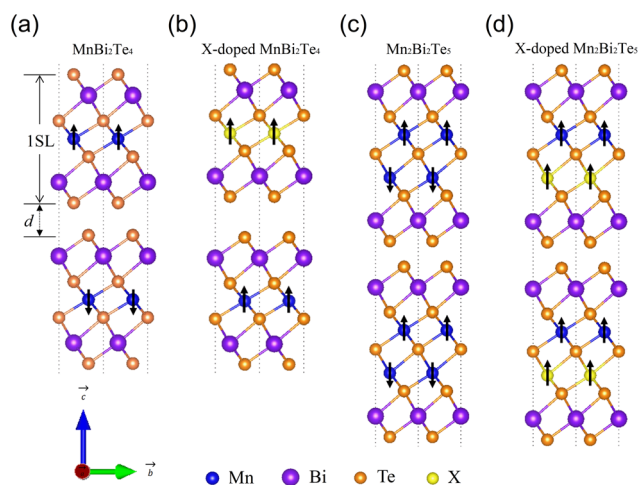 (a)
MnBi₂Te₄
(b)
X-doped MnBi₂Te₄
(c)
Mn₂Bi₂Te₅
(d)
X-doped Mn₂Bi₂Te₅
1SL
d
c
b
Mn
Bi
Te
X